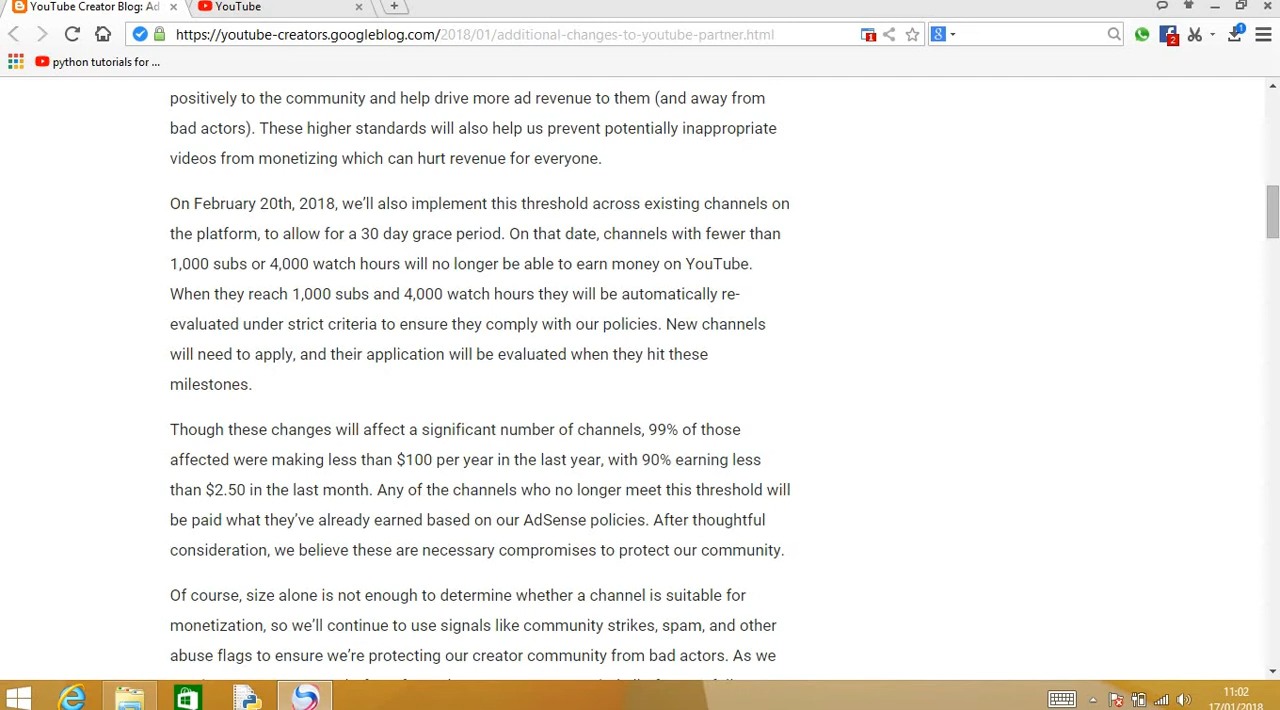 YouTube Creator Blog: Ad
YouTube
https://youtube-creators.googleblog.com/2018/01/additional-changes-to-youtube-partner.html
1
8
2
1
python tutorials for ...
positively to the community and help drive more ad revenue to them (and away from
bad actors). These higher standards will also help us prevent potentially inappropriate
videos from monetizing which can hurt revenue for everyone.
On February 20th, 2018, we’ll also implement this threshold across existing channels on
the platform, to allow for a 30 day grace period. On that date, channels with fewer than
1,000 subs or 4,000 watch hours will no longer be able to earn money on YouTube.
When they reach 1,000 subs and 4,000 watch hours they will be automatically re-
evaluated under strict criteria to ensure they comply with our policies. New channels
will need to apply, and their application will be evaluated when they hit these
milestones.
Though these changes will affect a significant number of channels, 99% of those
affected were making less than $100 per year in the last year, with 90% earning less
than $2.50 in the last month. Any of the channels who no longer meet this threshold will
be paid what they’ve already earned based on our AdSense policies. After thoughtful
consideration, we believe these are necessary compromises to protect our community.
Of course, size alone is not enough to determine whether a channel is suitable for
monetization, so we’ll continue to use signals like community strikes, spam, and other
abuse flags to ensure we’re protecting our creator community from bad actors. As we
11:02
17/01/2018